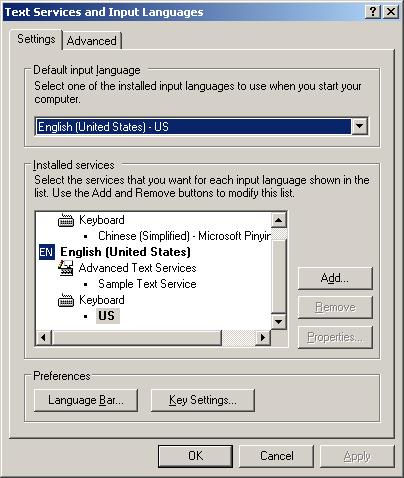 Text Services and Input Languages
Settings
Advanced
Default input language
Select one of the installed input languages to use when you start your
computer.
English (United States) - US
Installed services
Select the services that you want for each input language shown in the
list. Use the Add and Remove buttons to modify this list.
Keyboard
• Chinese (Simplified) - Microsoft Pinyin
EN English (United States)
Advanced Text Services
• Sample Text Service
Keyboard
• US
Add...
Remove
Properties...
Preferences
Language Bar...
Key Settings...
OK
Cancel
Apply